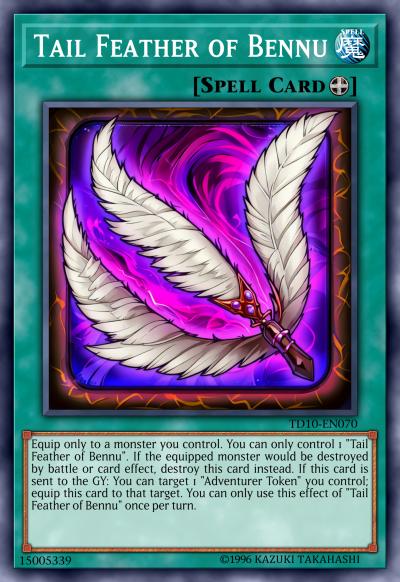 TAIL FEATHER OF BENNU
SPELL
魔
[SPELL CARD]
TD10-EN070
Equip only to a monster you control. You can only control 1 "Tail
Feather of Bennu". If the equipped monster would be destroyed
by battle or card effect, destroy this card instead. If this card is
sent to the GY: You can target 1 "Adventurer Token" you control;
equip this card to that target. You can only use this effect of "Tail
Feather of Bennu" once per turn.
15005339
©1996 KAZUKI TAKAHASHI